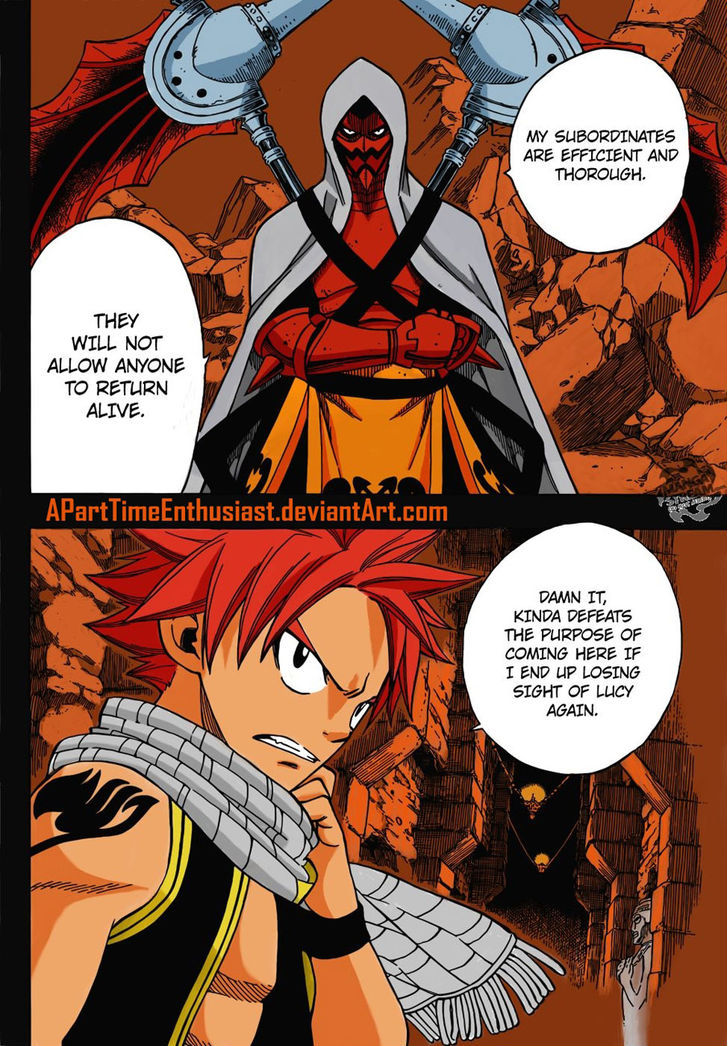 MY SUBORDINATES
ARE EFFICIENT AND
THOROUGH.
THEY
WILL NOT
ALLOW ANYONE
TO RETURN
ALIVE.
APartTimeEnthusiast.deviantArt.com
DAMN IT,
KINDA DEFEATS
THE PURPOSE OF
COMING HERE IF
I END UP LOSING
SIGHT OF LUCY
AGAIN.